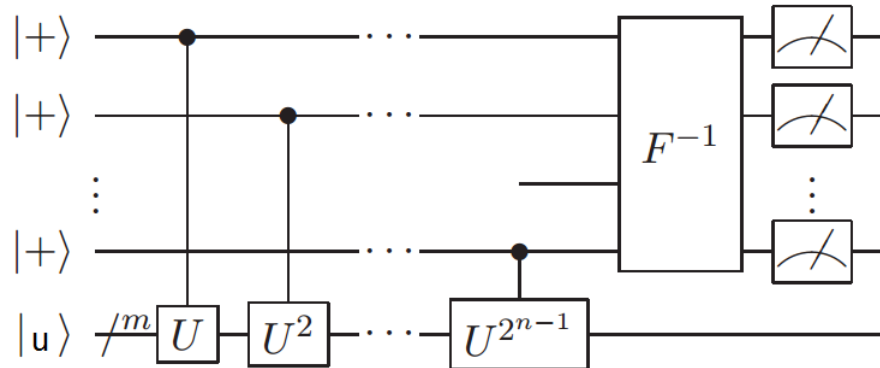 |+⟩ ⋯
|+⟩ ⋯ F⁻¹
⋮ ⋮
|+⟩ ⋯
|u⟩ m U U² ⋯ U^{2^{n−1}}